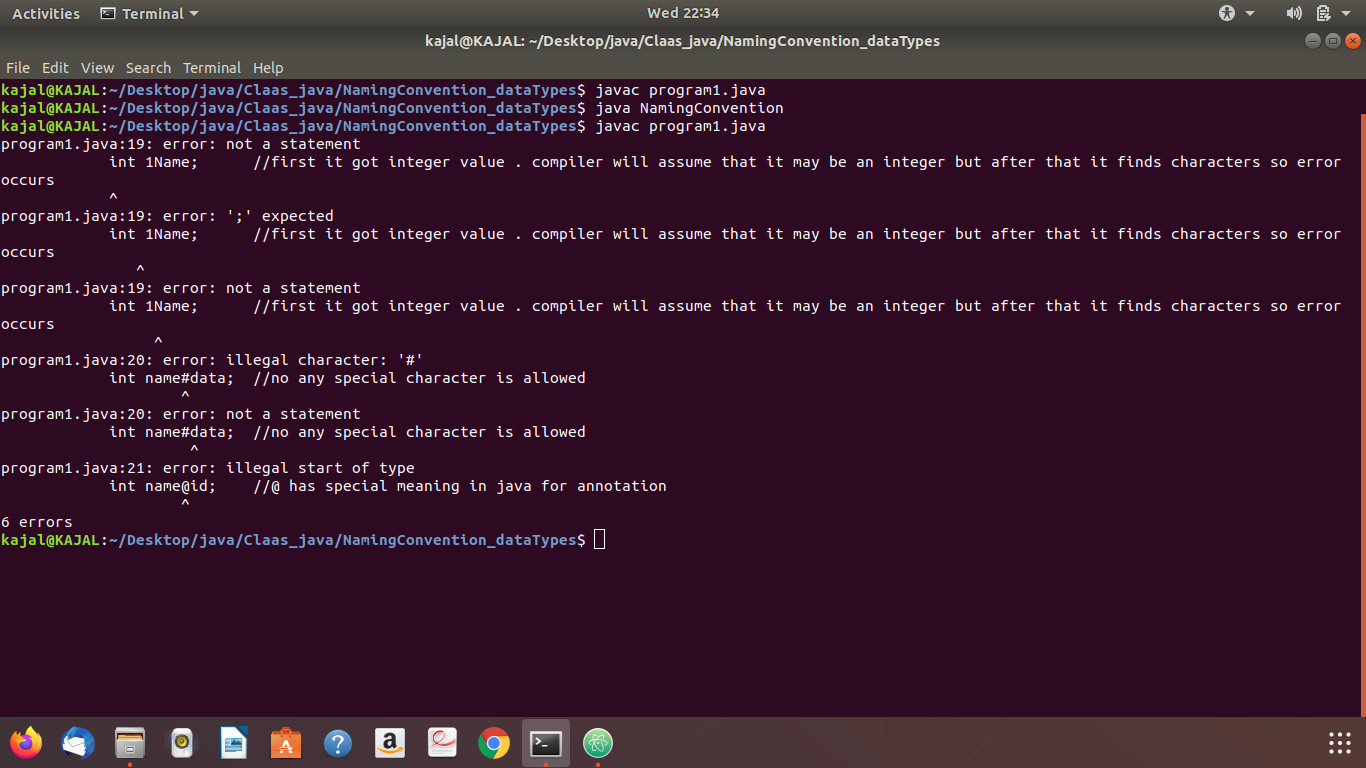 Activities Terminal Wed 22:34
kajal@KAJAL: ~/Desktop/java/Claas_java/NamingConvention_dataTypes
File Edit View Search Terminal Help
kajal@KAJAL:~/Desktop/java/Claas_java/NamingConvention_dataTypes$ javac program1.java
kajal@KAJAL:~/Desktop/java/Claas_java/NamingConvention_dataTypes$ java NamingConvention
kajal@KAJAL:~/Desktop/java/Claas_java/NamingConvention_dataTypes$ javac program1.java
program1.java:19: error: not a statement
            int 1Name;      //first it got integer value . compiler will assume that it may be an integer but after that it finds characters so error
occurs
            ^
program1.java:19: error: ';' expected
            int 1Name;      //first it got integer value . compiler will assume that it may be an integer but after that it finds characters so error
occurs
               ^
program1.java:19: error: not a statement
            int 1Name;      //first it got integer value . compiler will assume that it may be an integer but after that it finds characters so error
occurs
                 ^
program1.java:20: error: illegal character: '#'
            int name#data;  //no any special character is allowed
                    ^
program1.java:20: error: not a statement
            int name#data;  //no any special character is allowed
                     ^
program1.java:21: error: illegal start of type
            int name@id;    //@ has special meaning in java for annotation
                    ^
6 errors
kajal@KAJAL:~/Desktop/java/Claas_java/NamingConvention_dataTypes$